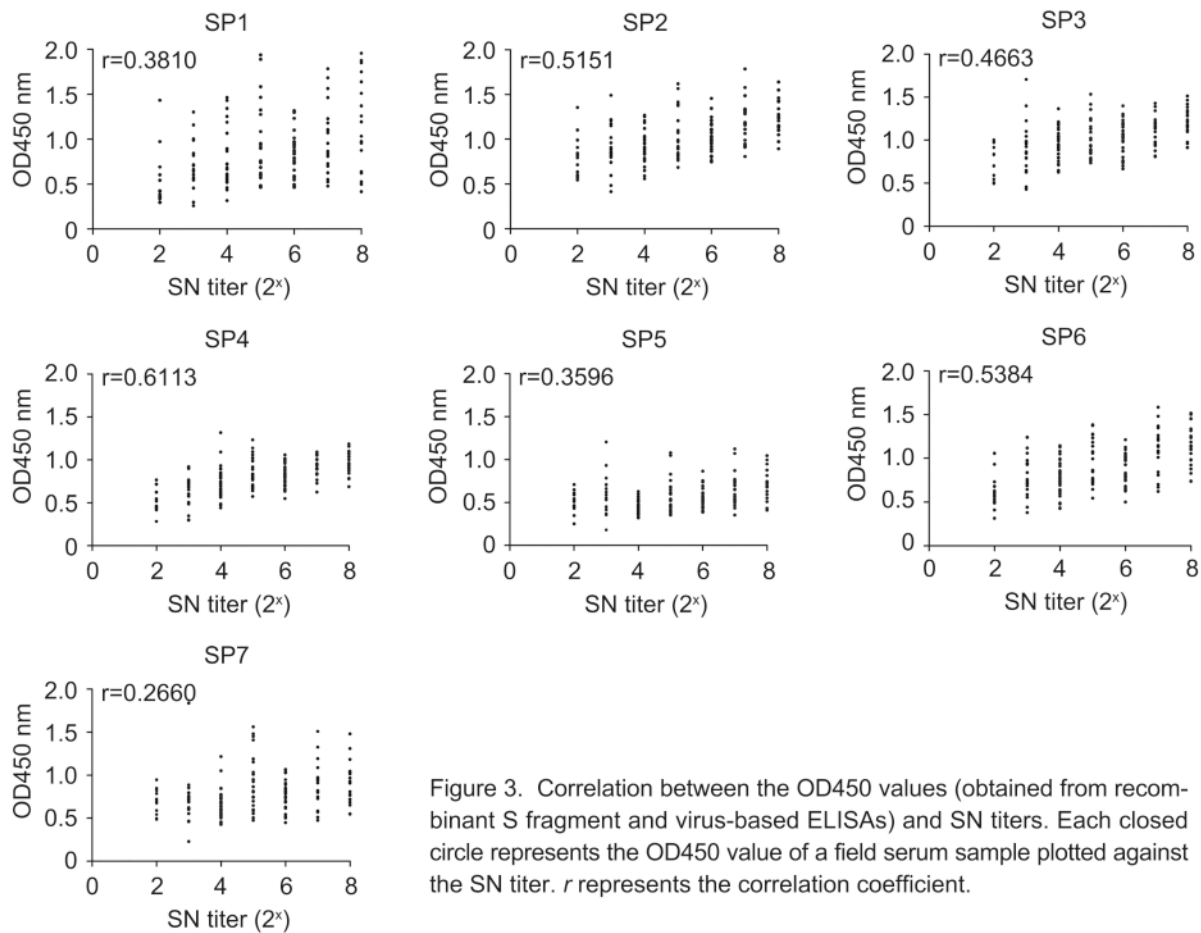 SP1
r=0.3810
2.0
1.5
1.0
0.5
0
OD450 nm
0 2 4 6 8
SN titer (2ˣ)
SP2
r=0.5151
2.0
1.5
1.0
0.5
0
OD450 nm
0 2 4 6 8
SN titer (2ˣ)
SP3
r=0.4663
2.0
1.5
1.0
0.5
0
OD450 nm
0 2 4 6 8
SN titer (2ˣ)
SP4
r=0.6113
2.0
1.5
1.0
0.5
0
OD450 nm
0 2 4 6 8
SN titer (2ˣ)
SP5
r=0.3596
2.0
1.5
1.0
0.5
0
OD450 nm
0 2 4 6 8
SN titer (2ˣ)
SP6
r=0.5384
2.0
1.5
1.0
0.5
0
OD450 nm
0 2 4 6 8
SN titer (2ˣ)
SP7
r=0.2660
2.0
1.5
1.0
0.5
0
OD450 nm
0 2 4 6 8
SN titer (2ˣ)
Figure 3. Correlation between the OD450 values (obtained from recom-
binant S fragment and virus-based ELISAs) and SN titers. Each closed
circle represents the OD450 value of a field serum sample plotted against
the SN titer. r represents the correlation coefficient.